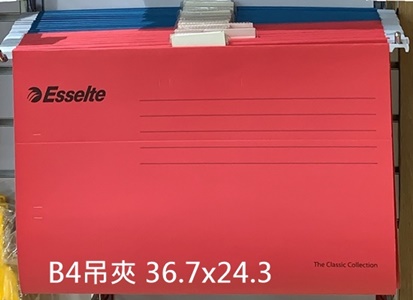 Esselte
The Classic Collection
B4吊夾 36.7x24.3